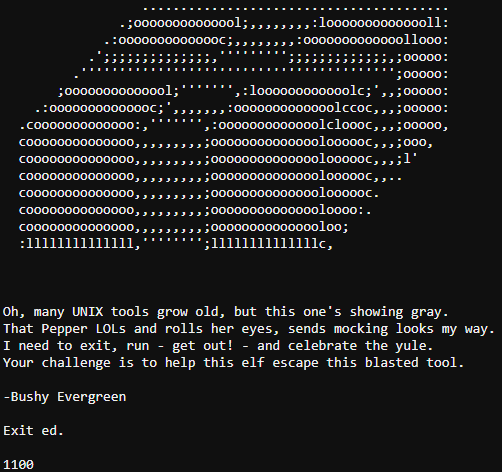 Oh, many UNIX tools grow old, but this one's showing gray.
That Pepper LOLs and rolls her eyes, sends mocking looks my way.
I need to exit, run - get out! - and celebrate the yule.
Your challenge is to help this elf escape this blasted tool.
-Bushy Evergreen
Exit ed.
1100